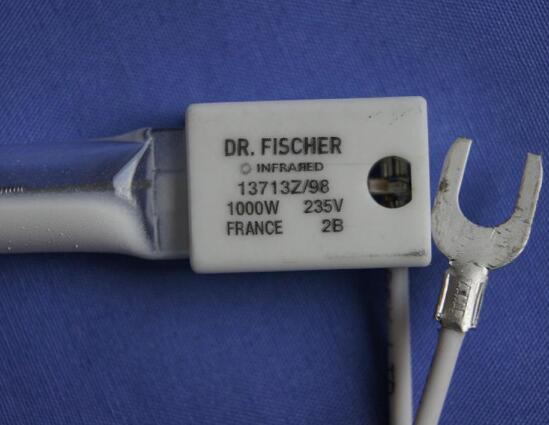 DR. FISCHER
INFRARED
13713Z/98
1000W 235V
FRANCE 2B